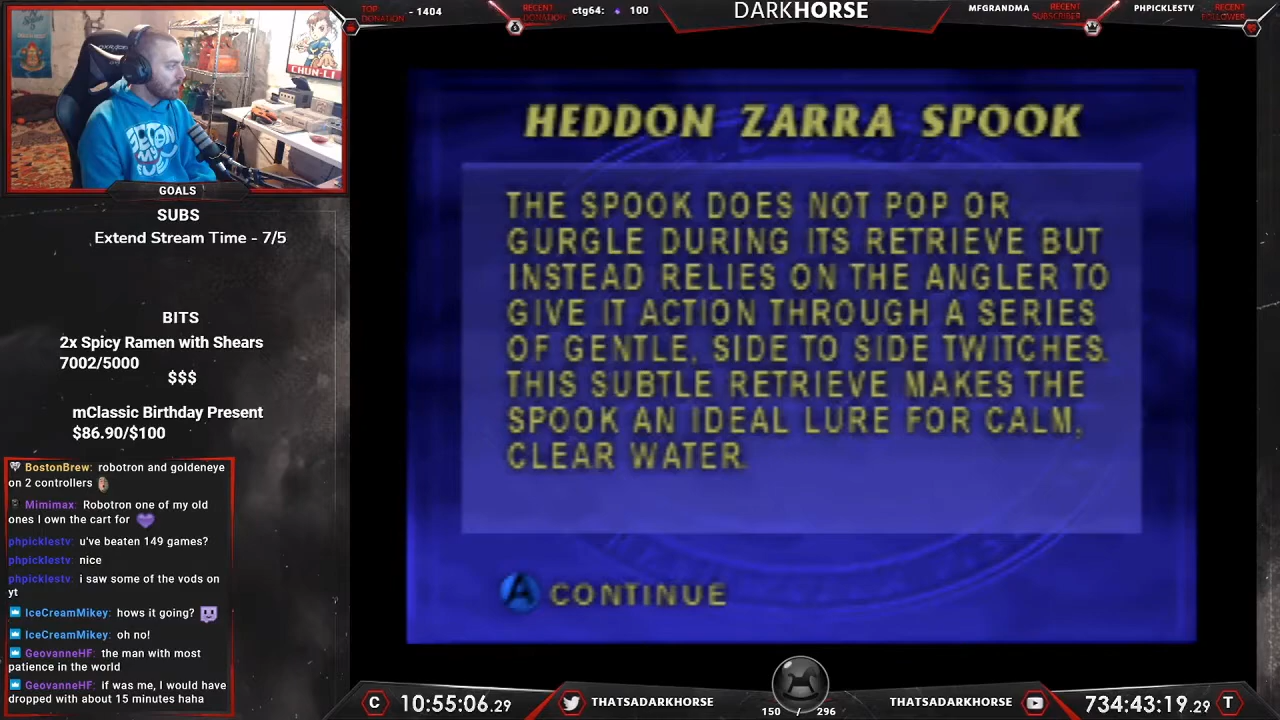 TOP DONATION - 1404
RECENT DONATION
ctg64: 100
DARKHORSE
MFGRANDMA
RECENT SUBSCRIBER
PHPICKLESTV
RECENT FOLLOWER
CHUN-LI
GOALS
SUBS
Extend Stream Time - 7/5
BITS
2x Spicy Ramen with Shears
7002/5000
$$$
mClassic Birthday Present
$86.90/$100
BostonBrew: robotron and goldeneye
on 2 controllers
Mimimax: Robotron one of my old
ones I own the cart for
phpicklestv: u've beaten 149 games?
phpicklestv: nice
phpicklestv: i saw some of the vods on
yt
IceCreamMikey: hows it going?
IceCreamMikey: oh no!
GeovanneHF: the man with most
patience in the world
GeovanneHF: if was me, I would have
dropped with about 15 minutes haha
HEDDON ZARRA SPOOK
THE SPOOK DOES NOT POP OR
GURGLE DURING ITS RETRIEVE BUT
INSTEAD RELIES ON THE ANGLER TO
GIVE IT ACTION THROUGH A SERIES
OF GENTLE, SIDE TO SIDE TWITCHES.
THIS SUBTLE RETRIEVE MAKES THE
SPOOK AN IDEAL LURE FOR CALM,
CLEAR WATER.
A CONTINUE
C 10:55:06.29
THATSADARKHORSE
150 / 296
THATSADARKHORSE
734:43:19.29 T